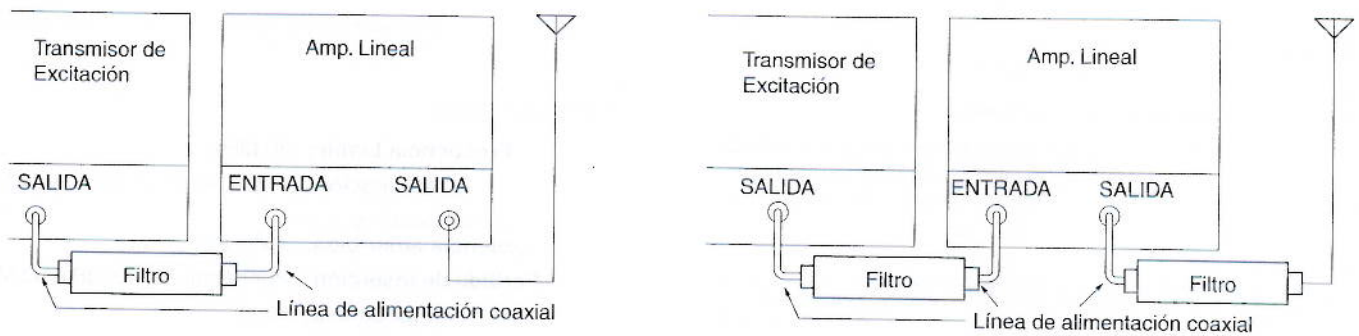 Transmisor de
Excitación
Amp. Lineal
SALIDA
ENTRADA
SALIDA
Filtro
Línea de alimentación coaxial
Transmisor de
Excitación
Amp. Lineal
SALIDA
ENTRADA
SALIDA
Filtro
Filtro
Línea de alimentación coaxial